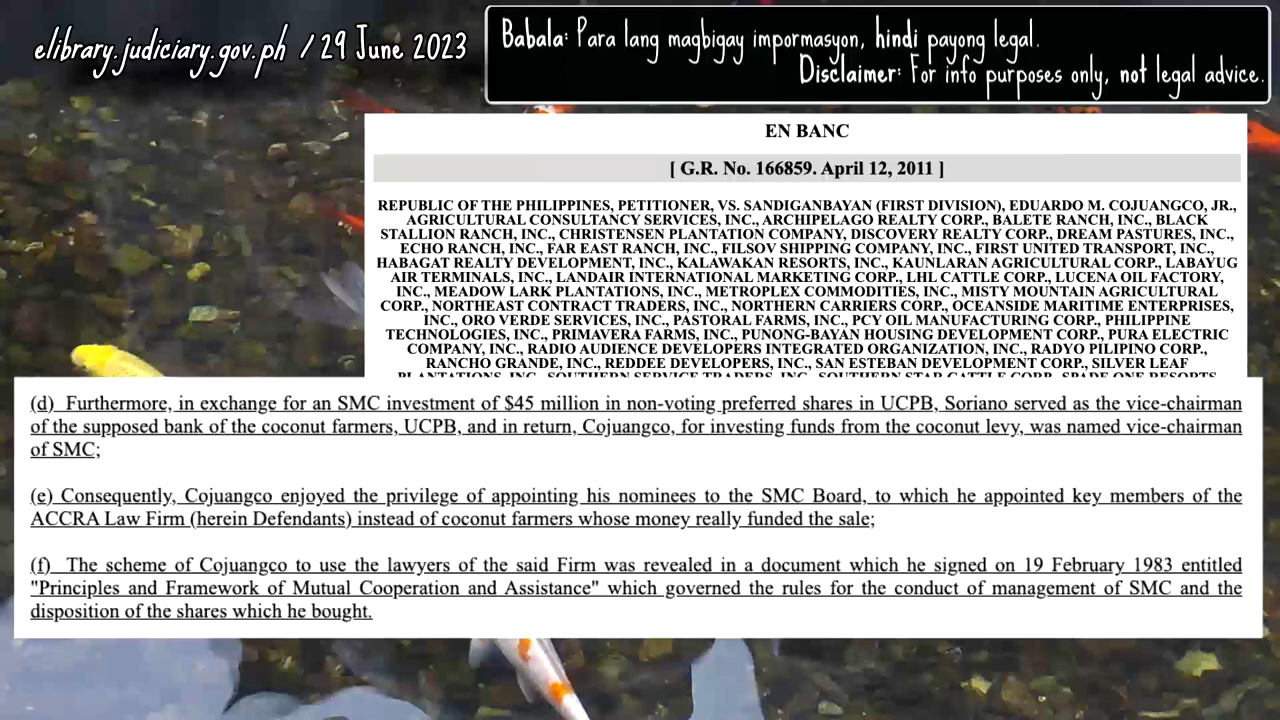 elibrary.judiciary.gov.ph / 29 June 2023
Babala: Para lang magbigay impormasyon, hindi payong legal.
Disclaimer: For info purposes only, not legal advice.
EN BANC
[ G.R. No. 166859. April 12, 2011 ]
REPUBLIC OF THE PHILIPPINES, PETITIONER, VS. SANDIGANBAYAN (FIRST DIVISION), EDUARDO M. COJUANGCO, JR.,
AGRICULTURAL CONSULTANCY SERVICES, INC., ARCHIPELAGO REALTY CORP., BALETE RANCH, INC., BLACK
STALLION RANCH, INC., CHRISTENSEN PLANTATION COMPANY, DISCOVERY REALTY CORP., DREAM PASTURES, INC.,
ECHO RANCH, INC., FAR EAST RANCH, INC., FILSOV SHIPPING COMPANY, INC., FIRST UNITED TRANSPORT, INC.,
HABAGAT REALTY DEVELOPMENT, INC., KALAWAKAN RESORTS, INC., KAUNLARAN AGRICULTURAL CORP., LABAYUG
AIR TERMINALS, INC., LANDAIR INTERNATIONAL MARKETING CORP., LHL CATTLE CORP., LUCENA OIL FACTORY,
INC., MEADOW LARK PLANTATIONS, INC., METROPLEX COMMODITIES, INC., MISTY MOUNTAIN AGRICULTURAL
CORP., NORTHEAST CONTRACT TRADERS, INC., NORTHERN CARRIERS CORP., OCEANSIDE MARITIME ENTERPRISES,
INC., ORO VERDE SERVICES, INC., PASTORAL FARMS, INC., PCY OIL MANUFACTURING CORP., PHILIPPINE
TECHNOLOGIES, INC., PRIMAVERA FARMS, INC., PUNONG-BAYAN HOUSING DEVELOPMENT CORP., PURA ELECTRIC
COMPANY, INC., RADIO AUDIENCE DEVELOPERS INTEGRATED ORGANIZATION, INC., RADYO PILIPINO CORP.,
RANCHO GRANDE, INC., REDDEE DEVELOPERS, INC., SAN ESTEBAN DEVELOPMENT CORP., SILVER LEAF
PLANTATIONS, INC., SOUTHERN SERVICE TRADERS, INC., SOUTHERN STAR CATTLE CORP., SPADE ONE RESORTS
(d) Furthermore, in exchange for an SMC investment of $45 million in non-voting preferred shares in UCPB, Soriano served as the vice-chairman
of the supposed bank of the coconut farmers, UCPB, and in return, Cojuangco, for investing funds from the coconut levy, was named vice-chairman
of SMC;
(e) Consequently, Cojuangco enjoyed the privilege of appointing his nominees to the SMC Board, to which he appointed key members of the
ACCRA Law Firm (herein Defendants) instead of coconut farmers whose money really funded the sale;
(f) The scheme of Cojuangco to use the lawyers of the said Firm was revealed in a document which he signed on 19 February 1983 entitled
"Principles and Framework of Mutual Cooperation and Assistance" which governed the rules for the conduct of management of SMC and the
disposition of the shares which he bought.